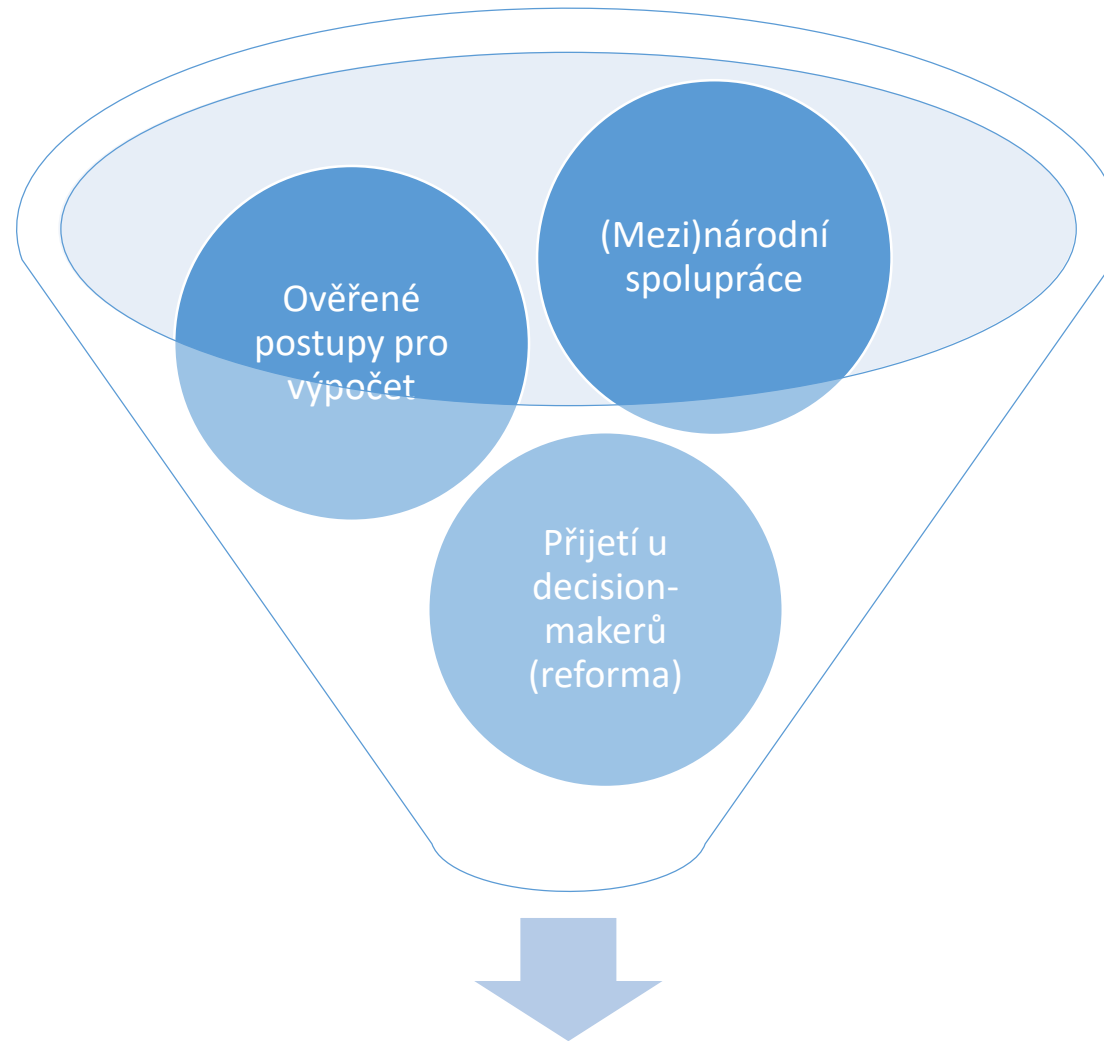 (Mezi)národní
spolupráce
Ověřené
postupy pro
výpočet
Přijetí u
decision-
makerů
(reforma)